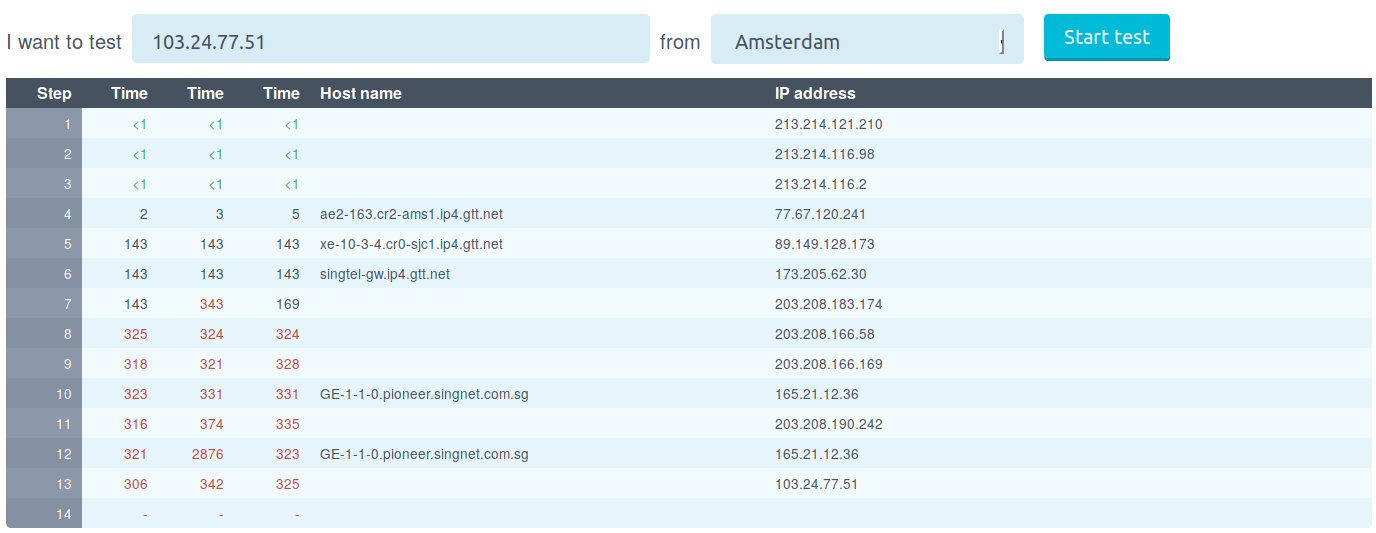 I want to test 103.24.77.51 from Amsterdam Start test
Step Time Time Time Host name IP address
1 <1 <1 <1 213.214.121.210
2 <1 <1 <1 213.214.116.98
3 <1 <1 <1 213.214.116.2
4 2 3 5 ae2-163.cr2-ams1.ip4.gtt.net 77.67.120.241
5 143 143 143 xe-10-3-4.cr0-sjc1.ip4.gtt.net 89.149.128.173
6 143 143 143 singtel-gw.ip4.gtt.net 173.205.62.30
7 143 343 169 203.208.183.174
8 325 324 324 203.208.166.58
9 318 321 328 203.208.166.169
10 323 331 331 GE-1-1-0.pioneer.singnet.com.sg 165.21.12.36
11 316 374 335 203.208.190.242
12 321 2876 323 GE-1-1-0.pioneer.singnet.com.sg 165.21.12.36
13 306 342 325 103.24.77.51
14 - - -